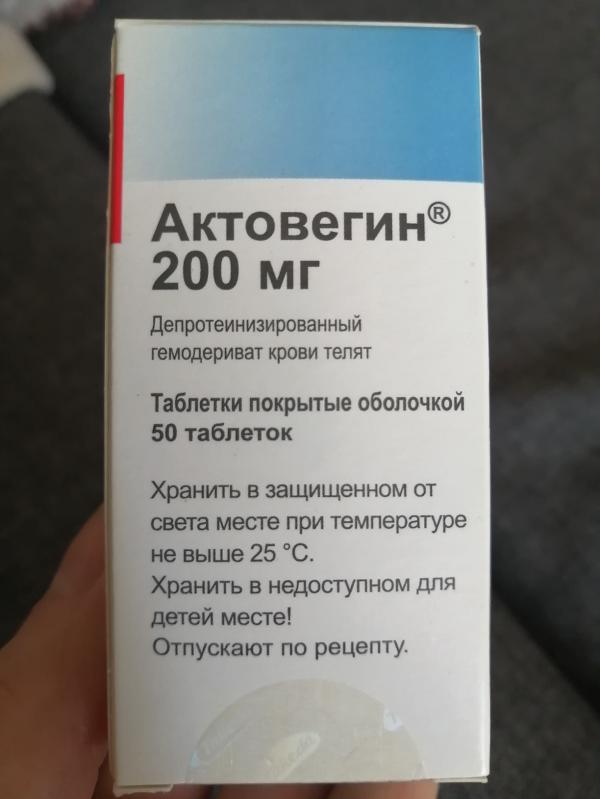 Актовегин®
200 мг
Депротеинизированный
гемодериват крови телят
Таблетки покрытые оболочкой
50 таблеток
Хранить в защищенном от
света месте при температуре
не выше 25 °C.
Хранить в недоступном для
детей месте!
Отпускают по рецепту.